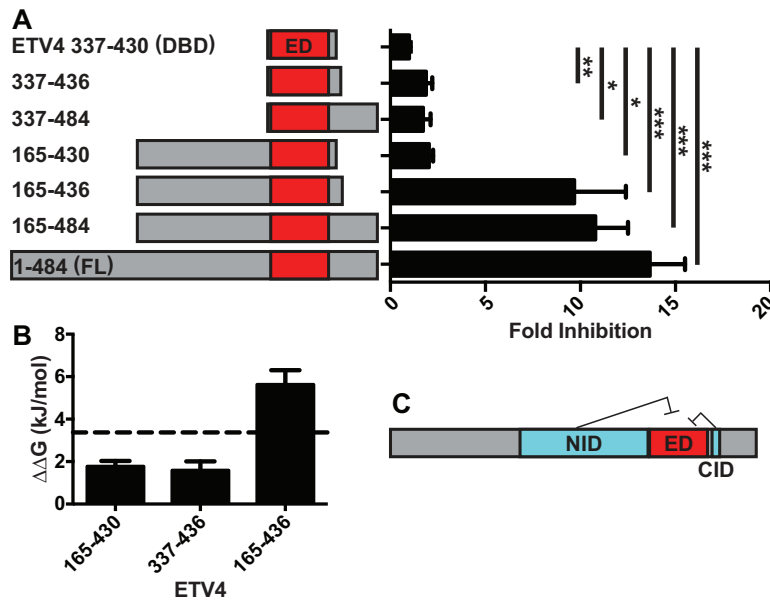 A
ETV4 337-430 (DBD)
ED
337-436
337-484
165-430
165-436
165-484
1-484 (FL)
**
*
*
***
***
***
0
5
10
15
20
Fold Inhibition
B
8
6
4
2
0
ΔΔG (kJ/mol)
165-430
337-436
165-436
ETV4
C
NID
ED
CID